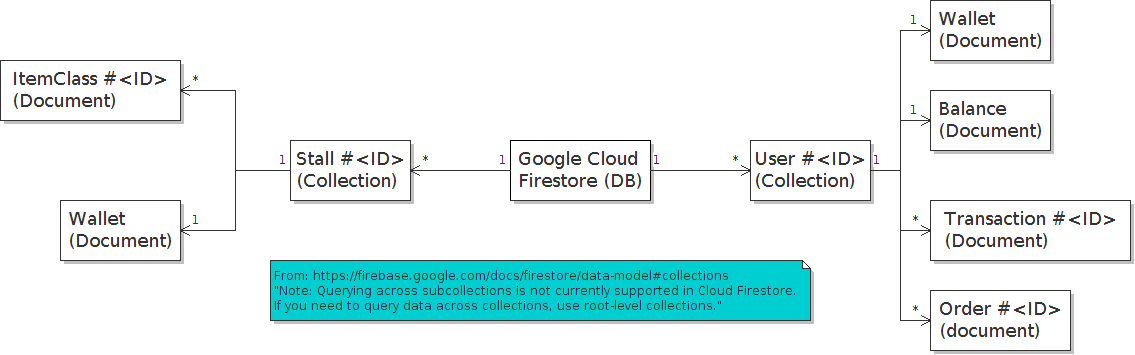 ItemClass #<ID>
(Document)
*
Wallet
(Document)
1
1
Stall #<ID>
(Collection)
*
1
Google Cloud
Firestore (DB)
1
*
User #<ID>
(Collection)
1
1
Wallet
(Document)
1
Balance
(Document)
*
Transaction #<ID>
(Document)
*
Order #<ID>
(document)
From: https://firebase.google.com/docs/firestore/data-model#collections
"Note: Querying across subcollections is not currently supported in Cloud Firestore.
If you need to query data across collections, use root-level collections."